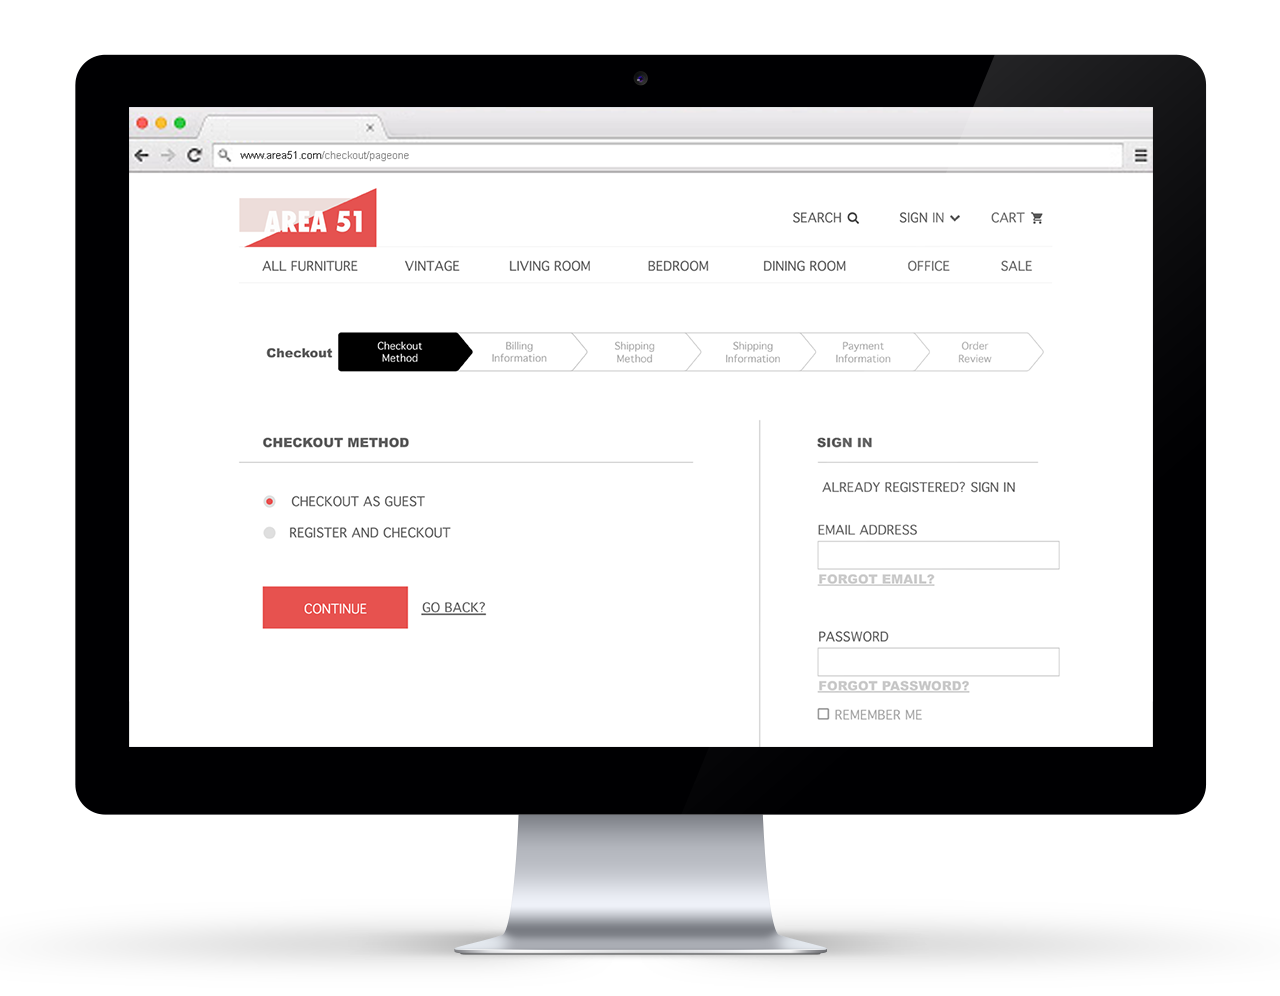 www.area51.com/checkout/pageone
AREA 51
SEARCH
SIGN IN
CART
ALL FURNITURE
VINTAGE
LIVING ROOM
BEDROOM
DINING ROOM
OFFICE
SALE
Checkout
Checkout
Method
Billing
Information
Shipping
Method
Shipping
Information
Payment
Information
Order
Review
CHECKOUT METHOD
CHECKOUT AS GUEST
REGISTER AND CHECKOUT
CONTINUE
GO BACK?
SIGN IN
ALREADY REGISTERED? SIGN IN
EMAIL ADDRESS
FORGOT EMAIL?
PASSWORD
FORGOT PASSWORD?
REMEMBER ME